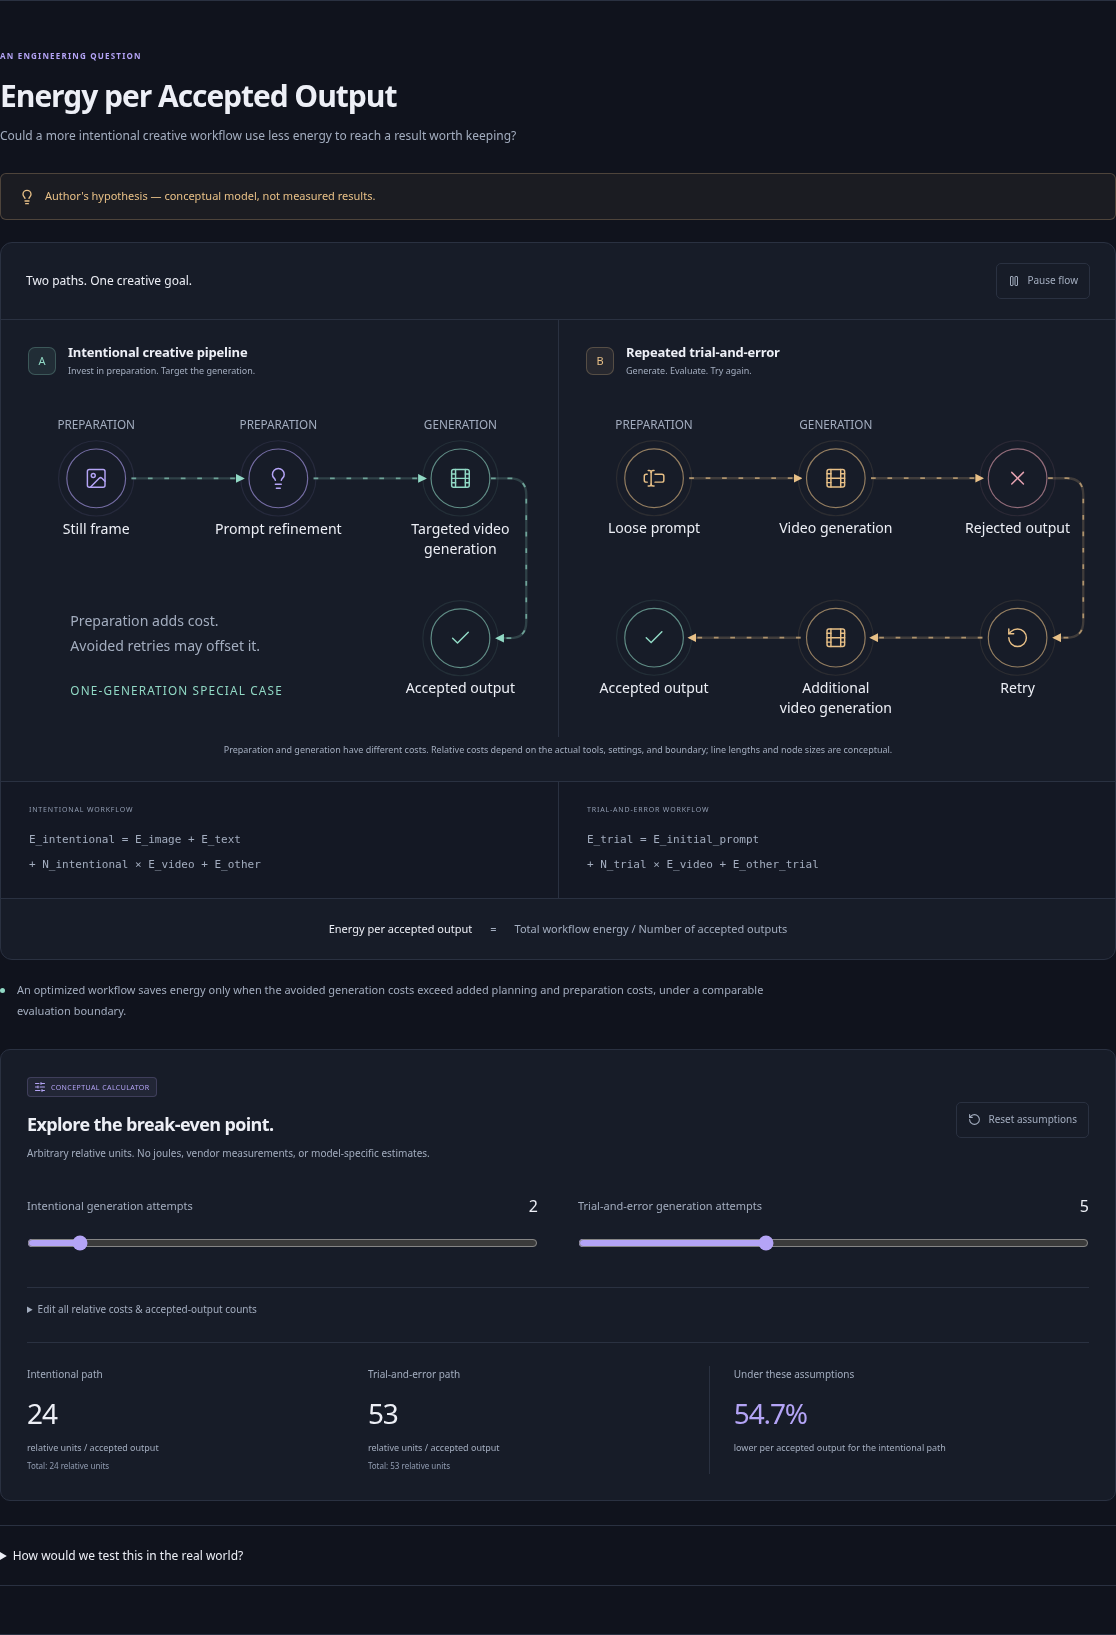 AN ENGINEERING QUESTION
Energy per Accepted Output
Could a more intentional creative workflow use less energy to reach a result worth keeping?
Author's hypothesis — conceptual model, not measured results.
Two paths. One creative goal.
Pause flow
A
Intentional creative pipeline
Invest in preparation. Target the generation.
PREPARATION
PREPARATION
GENERATION
Still frame
Prompt refinement
Targeted video
generation
Preparation adds cost.
Avoided retries may offset it.
ONE-GENERATION SPECIAL CASE
Accepted output
B
Repeated trial-and-error
Generate. Evaluate. Try again.
PREPARATION
GENERATION
Loose prompt
Video generation
Rejected output
Accepted output
Additional
video generation
Retry
Preparation and generation have different costs. Relative costs depend on the actual tools, settings, and boundary; line lengths and node sizes are conceptual.
INTENTIONAL WORKFLOW
E_intentional = E_image + E_text
+ N_intentional × E_video + E_other
TRIAL-AND-ERROR WORKFLOW
E_trial = E_initial_prompt
+ N_trial × E_video + E_other_trial
Energy per accepted output = Total workflow energy / Number of accepted outputs
An optimized workflow saves energy only when the avoided generation costs exceed added planning and preparation costs, under a comparable
evaluation boundary.
CONCEPTUAL CALCULATOR
Explore the break-even point.
Arbitrary relative units. No joules, vendor measurements, or model-specific estimates.
Reset assumptions
Intentional generation attempts 2
Trial-and-error generation attempts 5
Edit all relative costs & accepted-output counts
Intentional path
24
relative units / accepted output
Total: 24 relative units
Trial-and-error path
53
relative units / accepted output
Total: 53 relative units
Under these assumptions
54.7%
lower per accepted output for the intentional path
How would we test this in the real world?